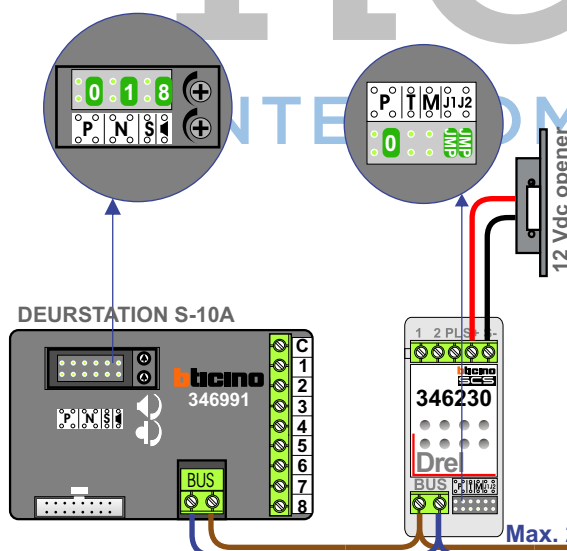 INTERCOM
0 1 8
P N S
P T M J1 J2
0 JMP JMP
12 Vdc opener
DEURSTATION S-10A
bticino
346991
P N S
C
1
2
3
4
5
6
7
8
BUS
1 2 PL S+ S-
bticino
SCS
346230
Drel
BUS
P T M J1 J2
Max.